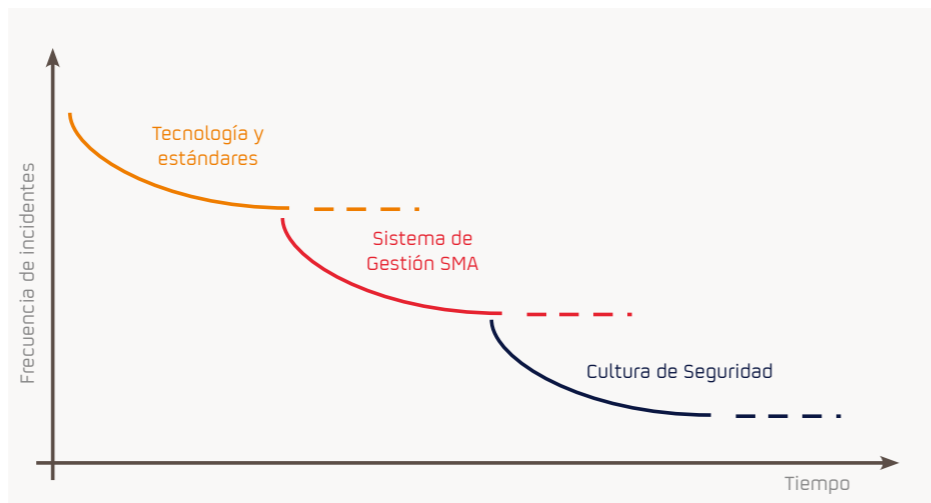 Tecnología y
estándares
Sistema de
Gestión SMA
Cultura de Seguridad
Frecuencia de incidentes
Tiempo